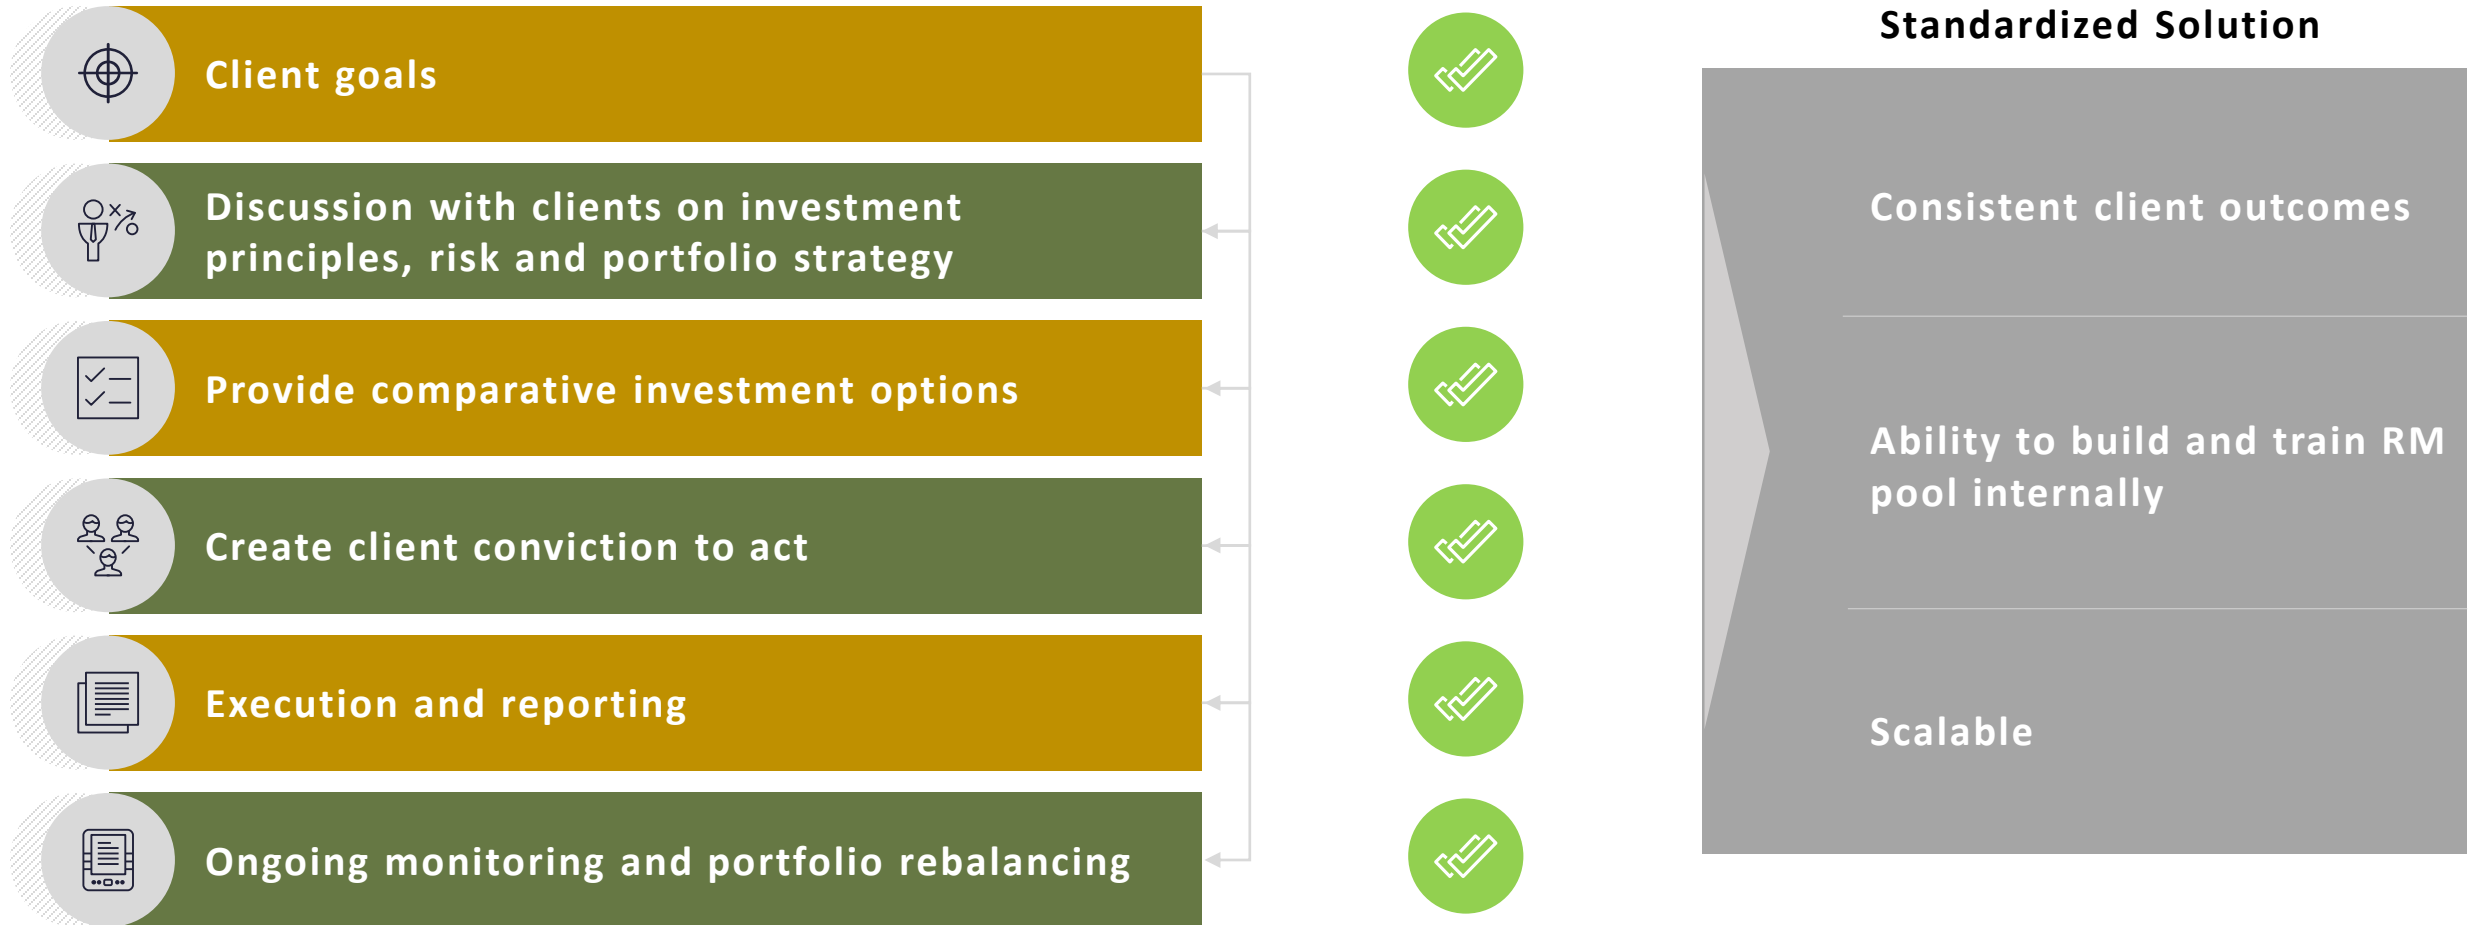 Client goals
Discussion with clients on investment
principles, risk and portfolio strategy
Provide comparative investment options
Create client conviction to act
Execution and reporting
Ongoing monitoring and portfolio rebalancing
Standardized Solution
Consistent client outcomes
Ability to build and train RM
pool internally
Scalable